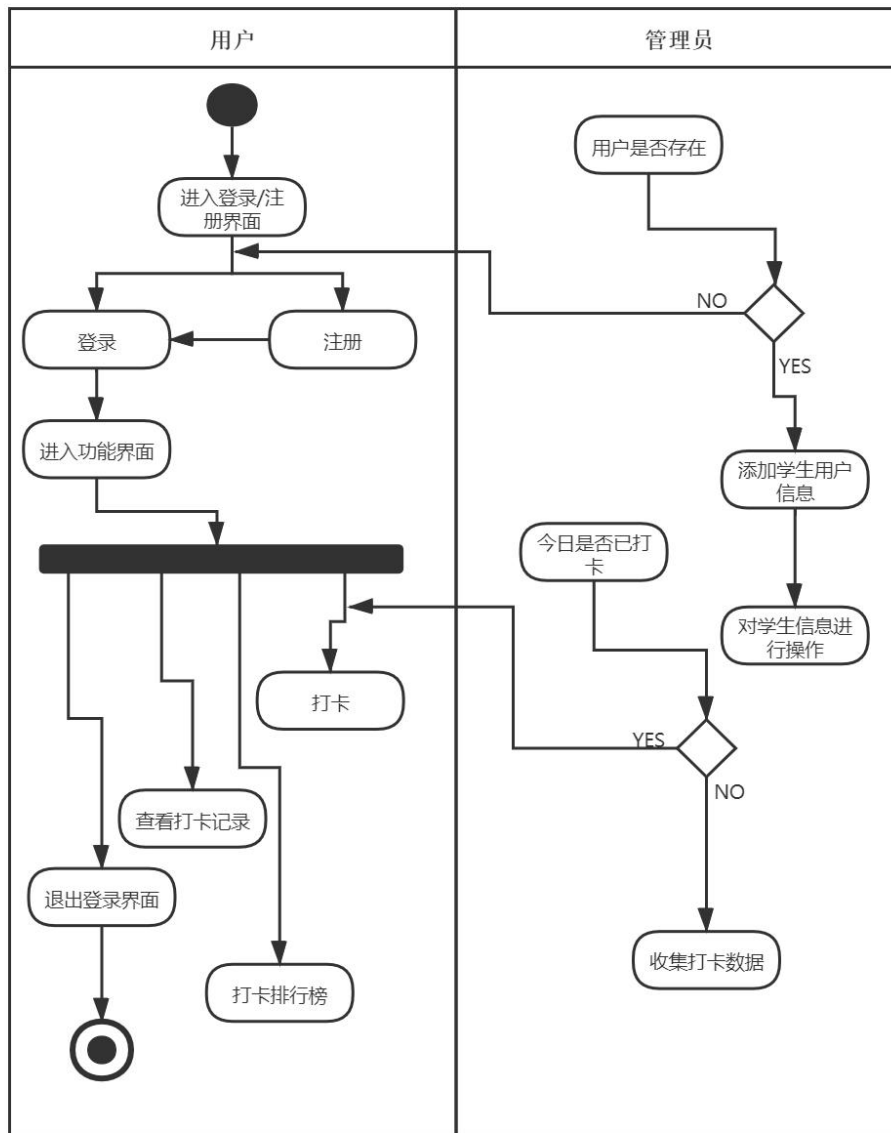 用户
管理员
用户是否存在
进入登录/注
册界面
NO
登录
注册
YES
进入功能界面
添加学生用户
信息
今日是否已打
卡
对学生信息进
行操作
打卡
YES
NO
查看打卡记录
退出登录界面
收集打卡数据
打卡排行榜